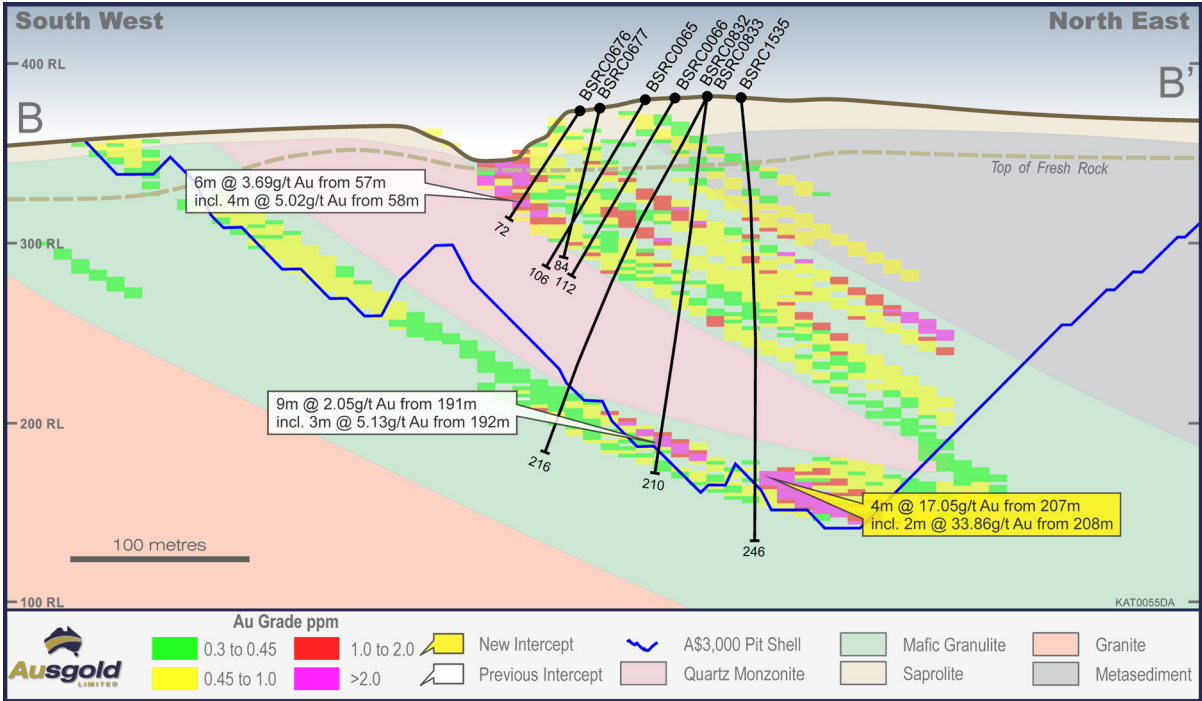 South West
North East
400 RL
B
B'
BSRC0676
BSRC0677
BSRC0065
BSRC0066
BSRC0832
BSRC0833
BSRC1535
Top of Fresh Rock
6m @ 3.69g/t Au from 57m
incl. 4m @ 5.02g/t Au from 58m
72
300 RL
106
84
112
9m @ 2.05g/t Au from 191m
incl. 3m @ 5.13g/t Au from 192m
200 RL
216
210
4m @ 17.05g/t Au from 207m
incl. 2m @ 33.86g/t Au from 208m
246
100 metres
100 RL
KAT0055DA
Ausgold
LIMITED
Au Grade ppm
0.3 to 0.45
1.0 to 2.0
0.45 to 1.0
>2.0
New Intercept
Previous Intercept
A$3,000 Pit Shell
Quartz Monzonite
Mafic Granulite
Saprolite
Granite
Metasediment